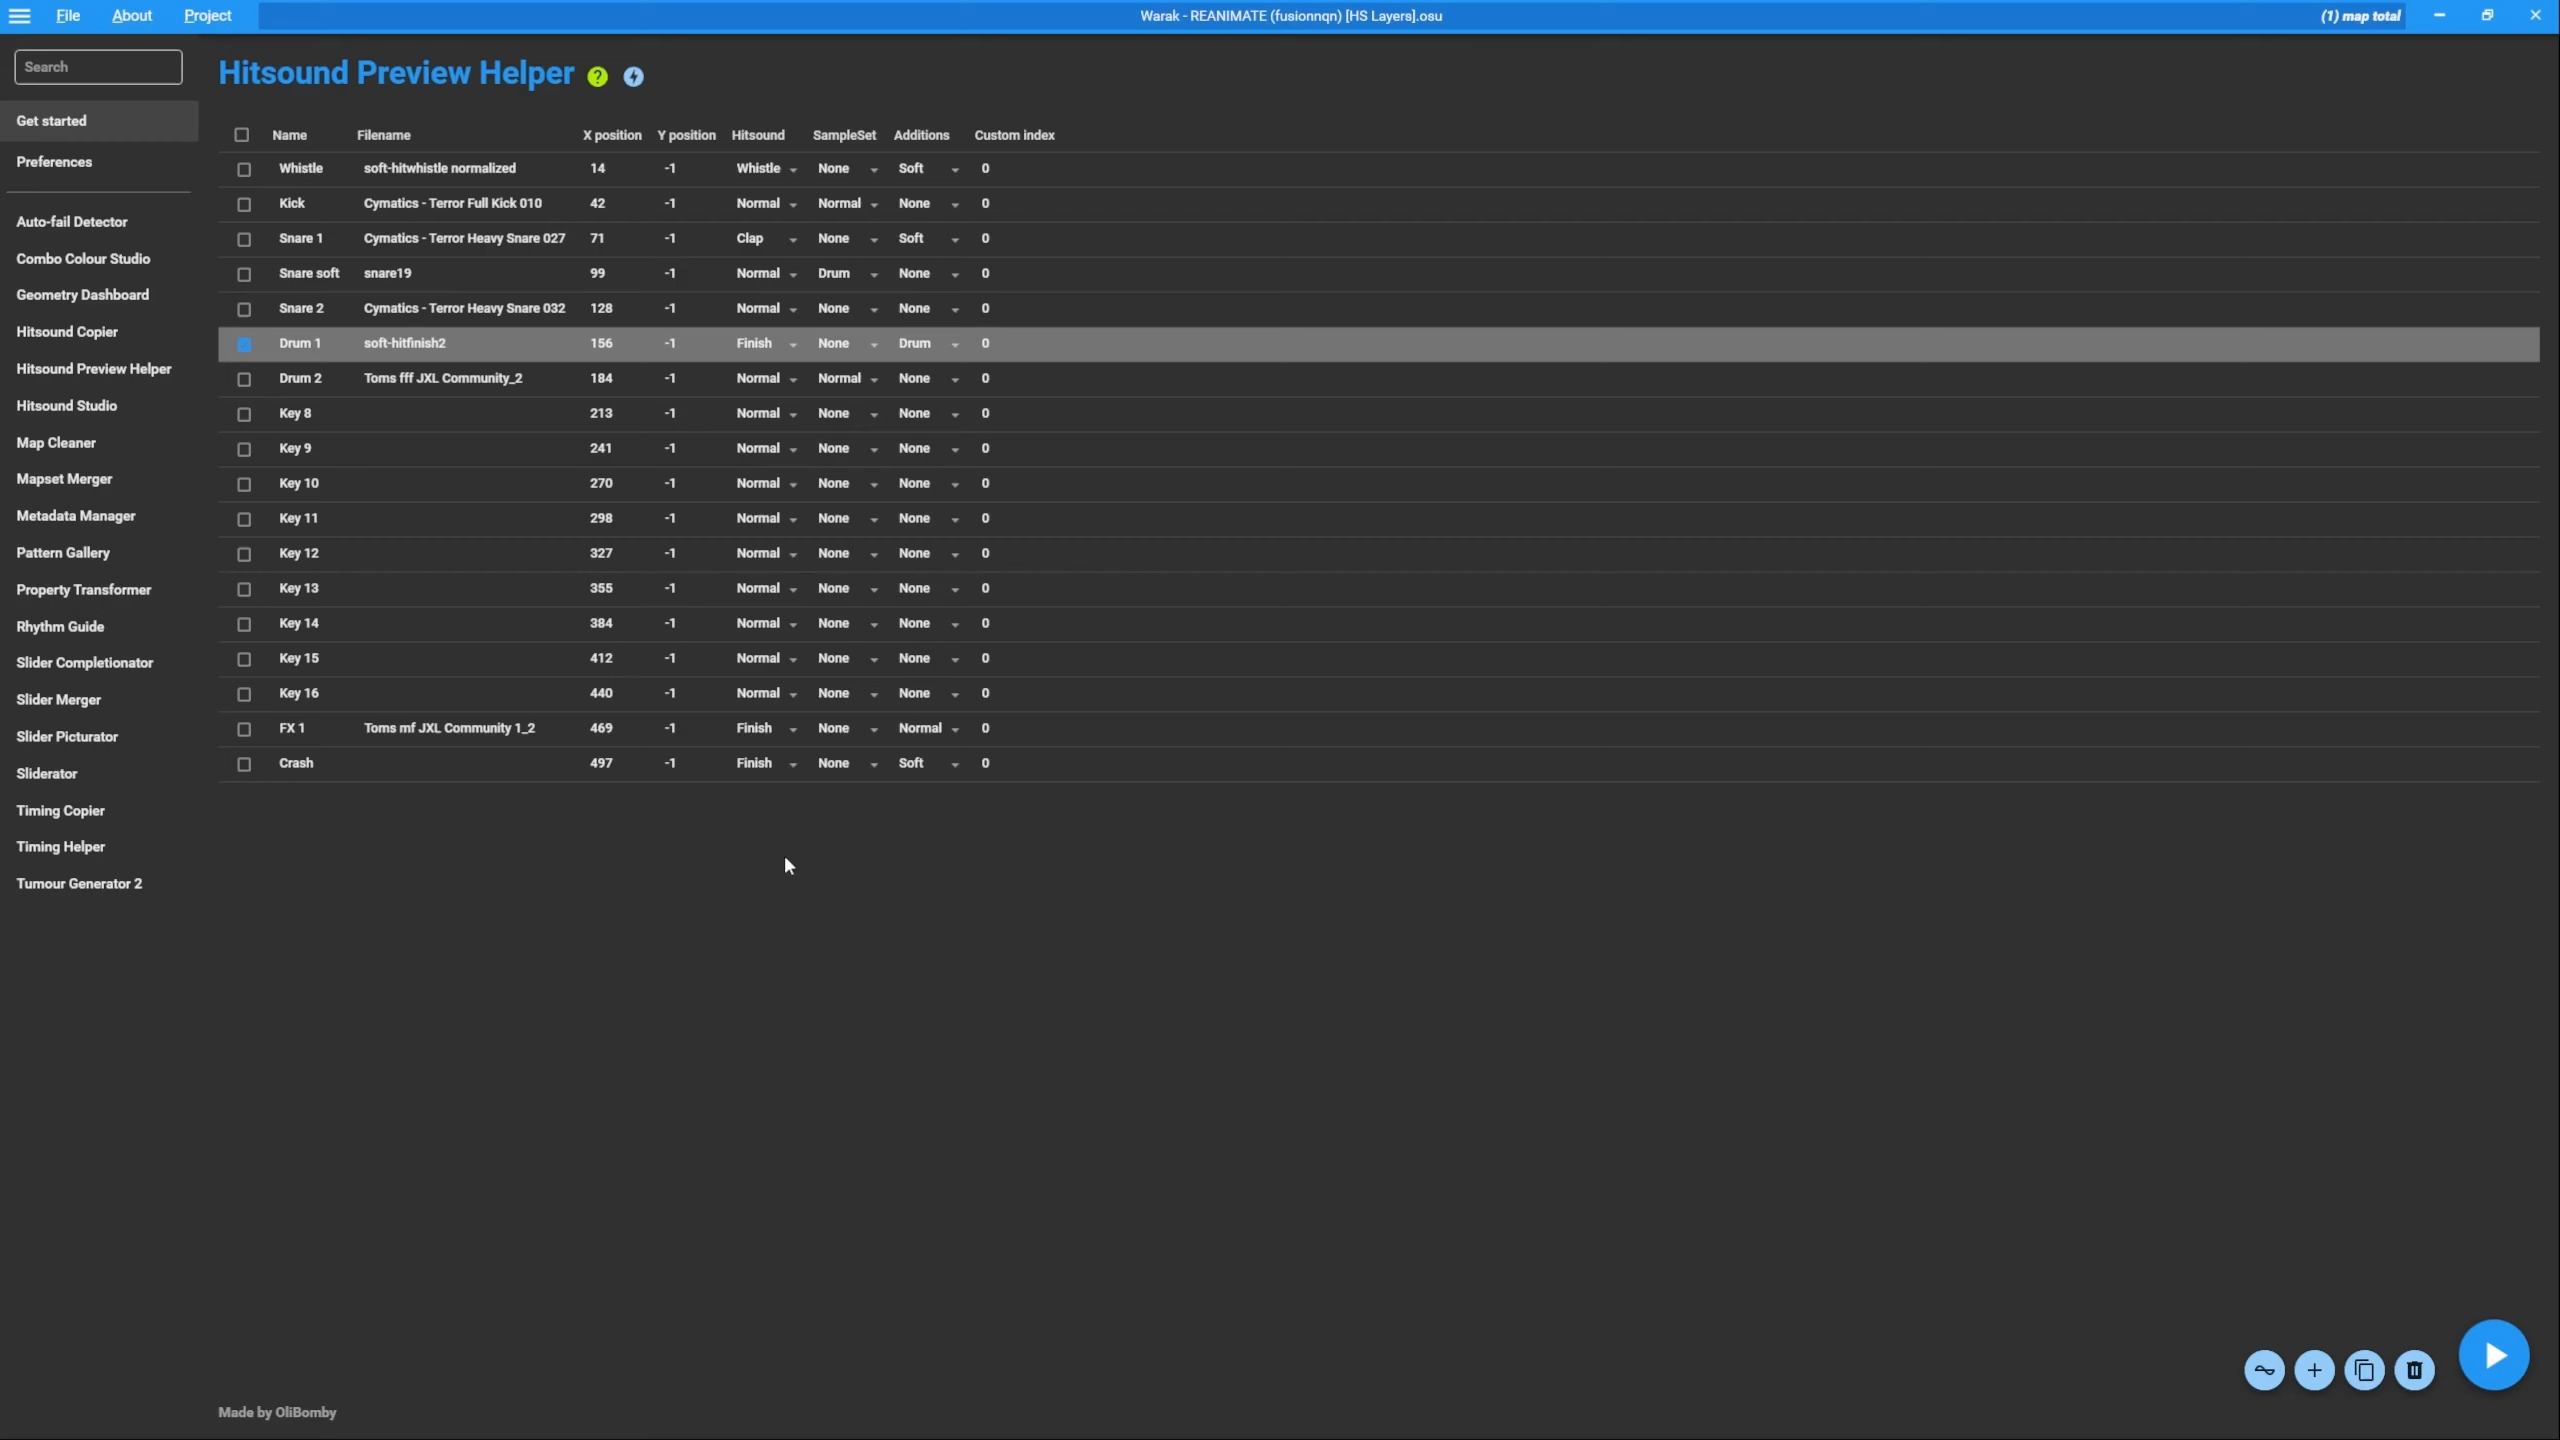 File About Project Warak - REANIMATE (fusionnqn) [HS Layers].osu (1) map total
Search
Get started
Preferences
Auto-fail Detector
Combo Colour Studio
Geometry Dashboard
Hitsound Copier
Hitsound Preview Helper
Hitsound Studio
Map Cleaner
Mapset Merger
Metadata Manager
Pattern Gallery
Property Transformer
Rhythm Guide
Slider Completionator
Slider Merger
Slider Picturator
Sliderator
Timing Copier
Timing Helper
Tumour Generator 2
Hitsound Preview Helper ?
Name Filename X position Y position Hitsound SampleSet Additions Custom index
Whistle soft-hitwhistle normalized 14 -1 Whistle None Soft 0
Kick Cymatics - Terror Full Kick 010 42 -1 Normal Normal None 0
Snare 1 Cymatics - Terror Heavy Snare 027 71 -1 Clap None Soft 0
Snare soft snare19 99 -1 Normal Drum None 0
Snare 2 Cymatics - Terror Heavy Snare 032 128 -1 Normal None None 0
Drum 1 soft-hitfinish2 156 -1 Finish None Drum 0
Drum 2 Toms fff JXL Community_2 184 -1 Normal Normal None 0
Key 8 213 -1 Normal None None 0
Key 9 241 -1 Normal None None 0
Key 10 270 -1 Normal None None 0
Key 11 298 -1 Normal None None 0
Key 12 327 -1 Normal None None 0
Key 13 355 -1 Normal None None 0
Key 14 384 -1 Normal None None 0
Key 15 412 -1 Normal None None 0
Key 16 440 -1 Normal None None 0
FX 1 Toms mf JXL Community 1_2 469 -1 Finish None Normal 0
Crash 497 -1 Finish None Soft 0
Made by OliBomby